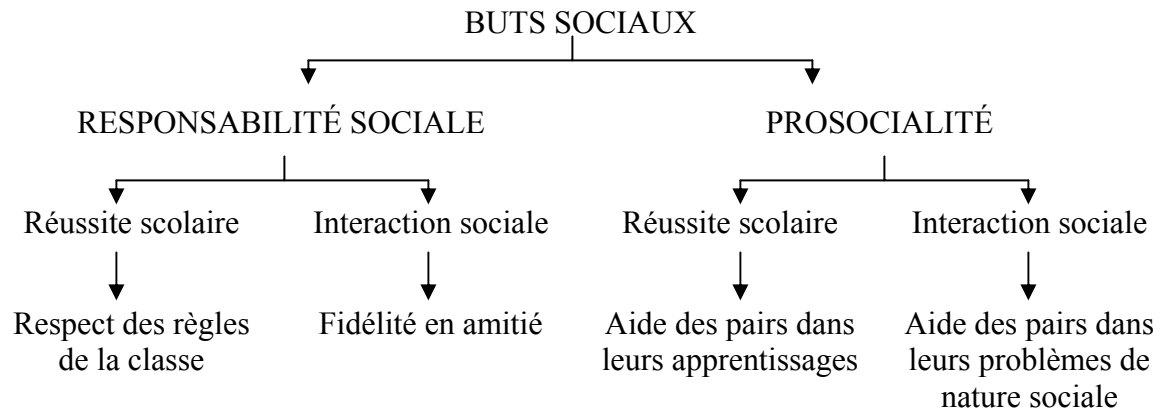 BUTS SOCIAUX
RESPONSABILITÉ SOCIALE
PROSOCIALITÉ
Réussite scolaire
Interaction sociale
Réussite scolaire
Interaction sociale
Respect des règles
de la classe
Fidélité en amitié
Aide des pairs dans
leurs apprentissages
Aide des pairs dans
leurs problèmes de
nature sociale